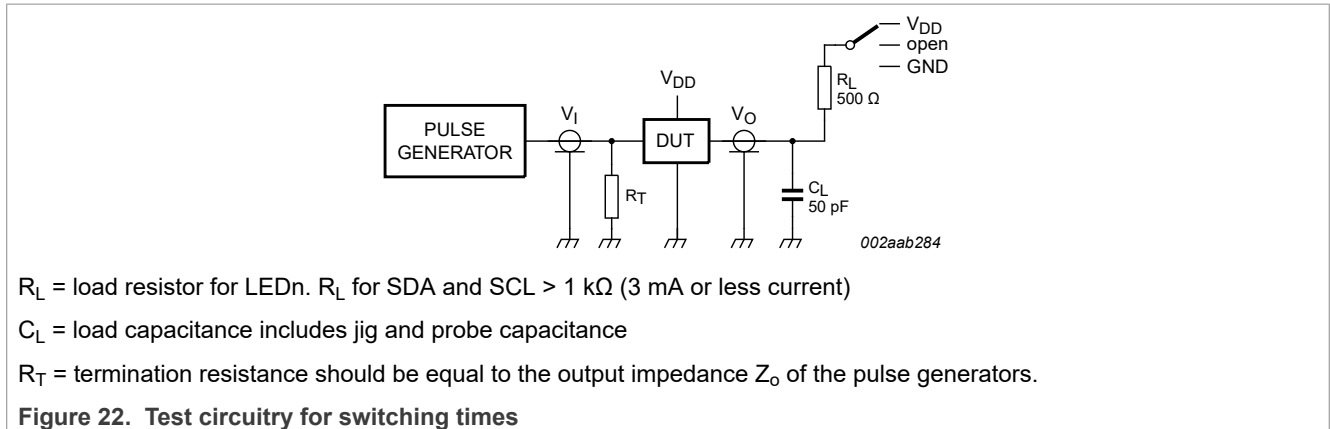 V_DD
open
GND
R_L
500 Ω
V_DD
V_I
V_O
PULSE
GENERATOR
DUT
R_T
C_L
50 pF
002aab284
R_L = load resistor for LEDn. R_L for SDA and SCL > 1 kΩ (3 mA or less current)
C_L = load capacitance includes jig and probe capacitance
R_T = termination resistance should be equal to the output impedance Z_o of the pulse generators.
Figure 22. Test circuitry for switching times